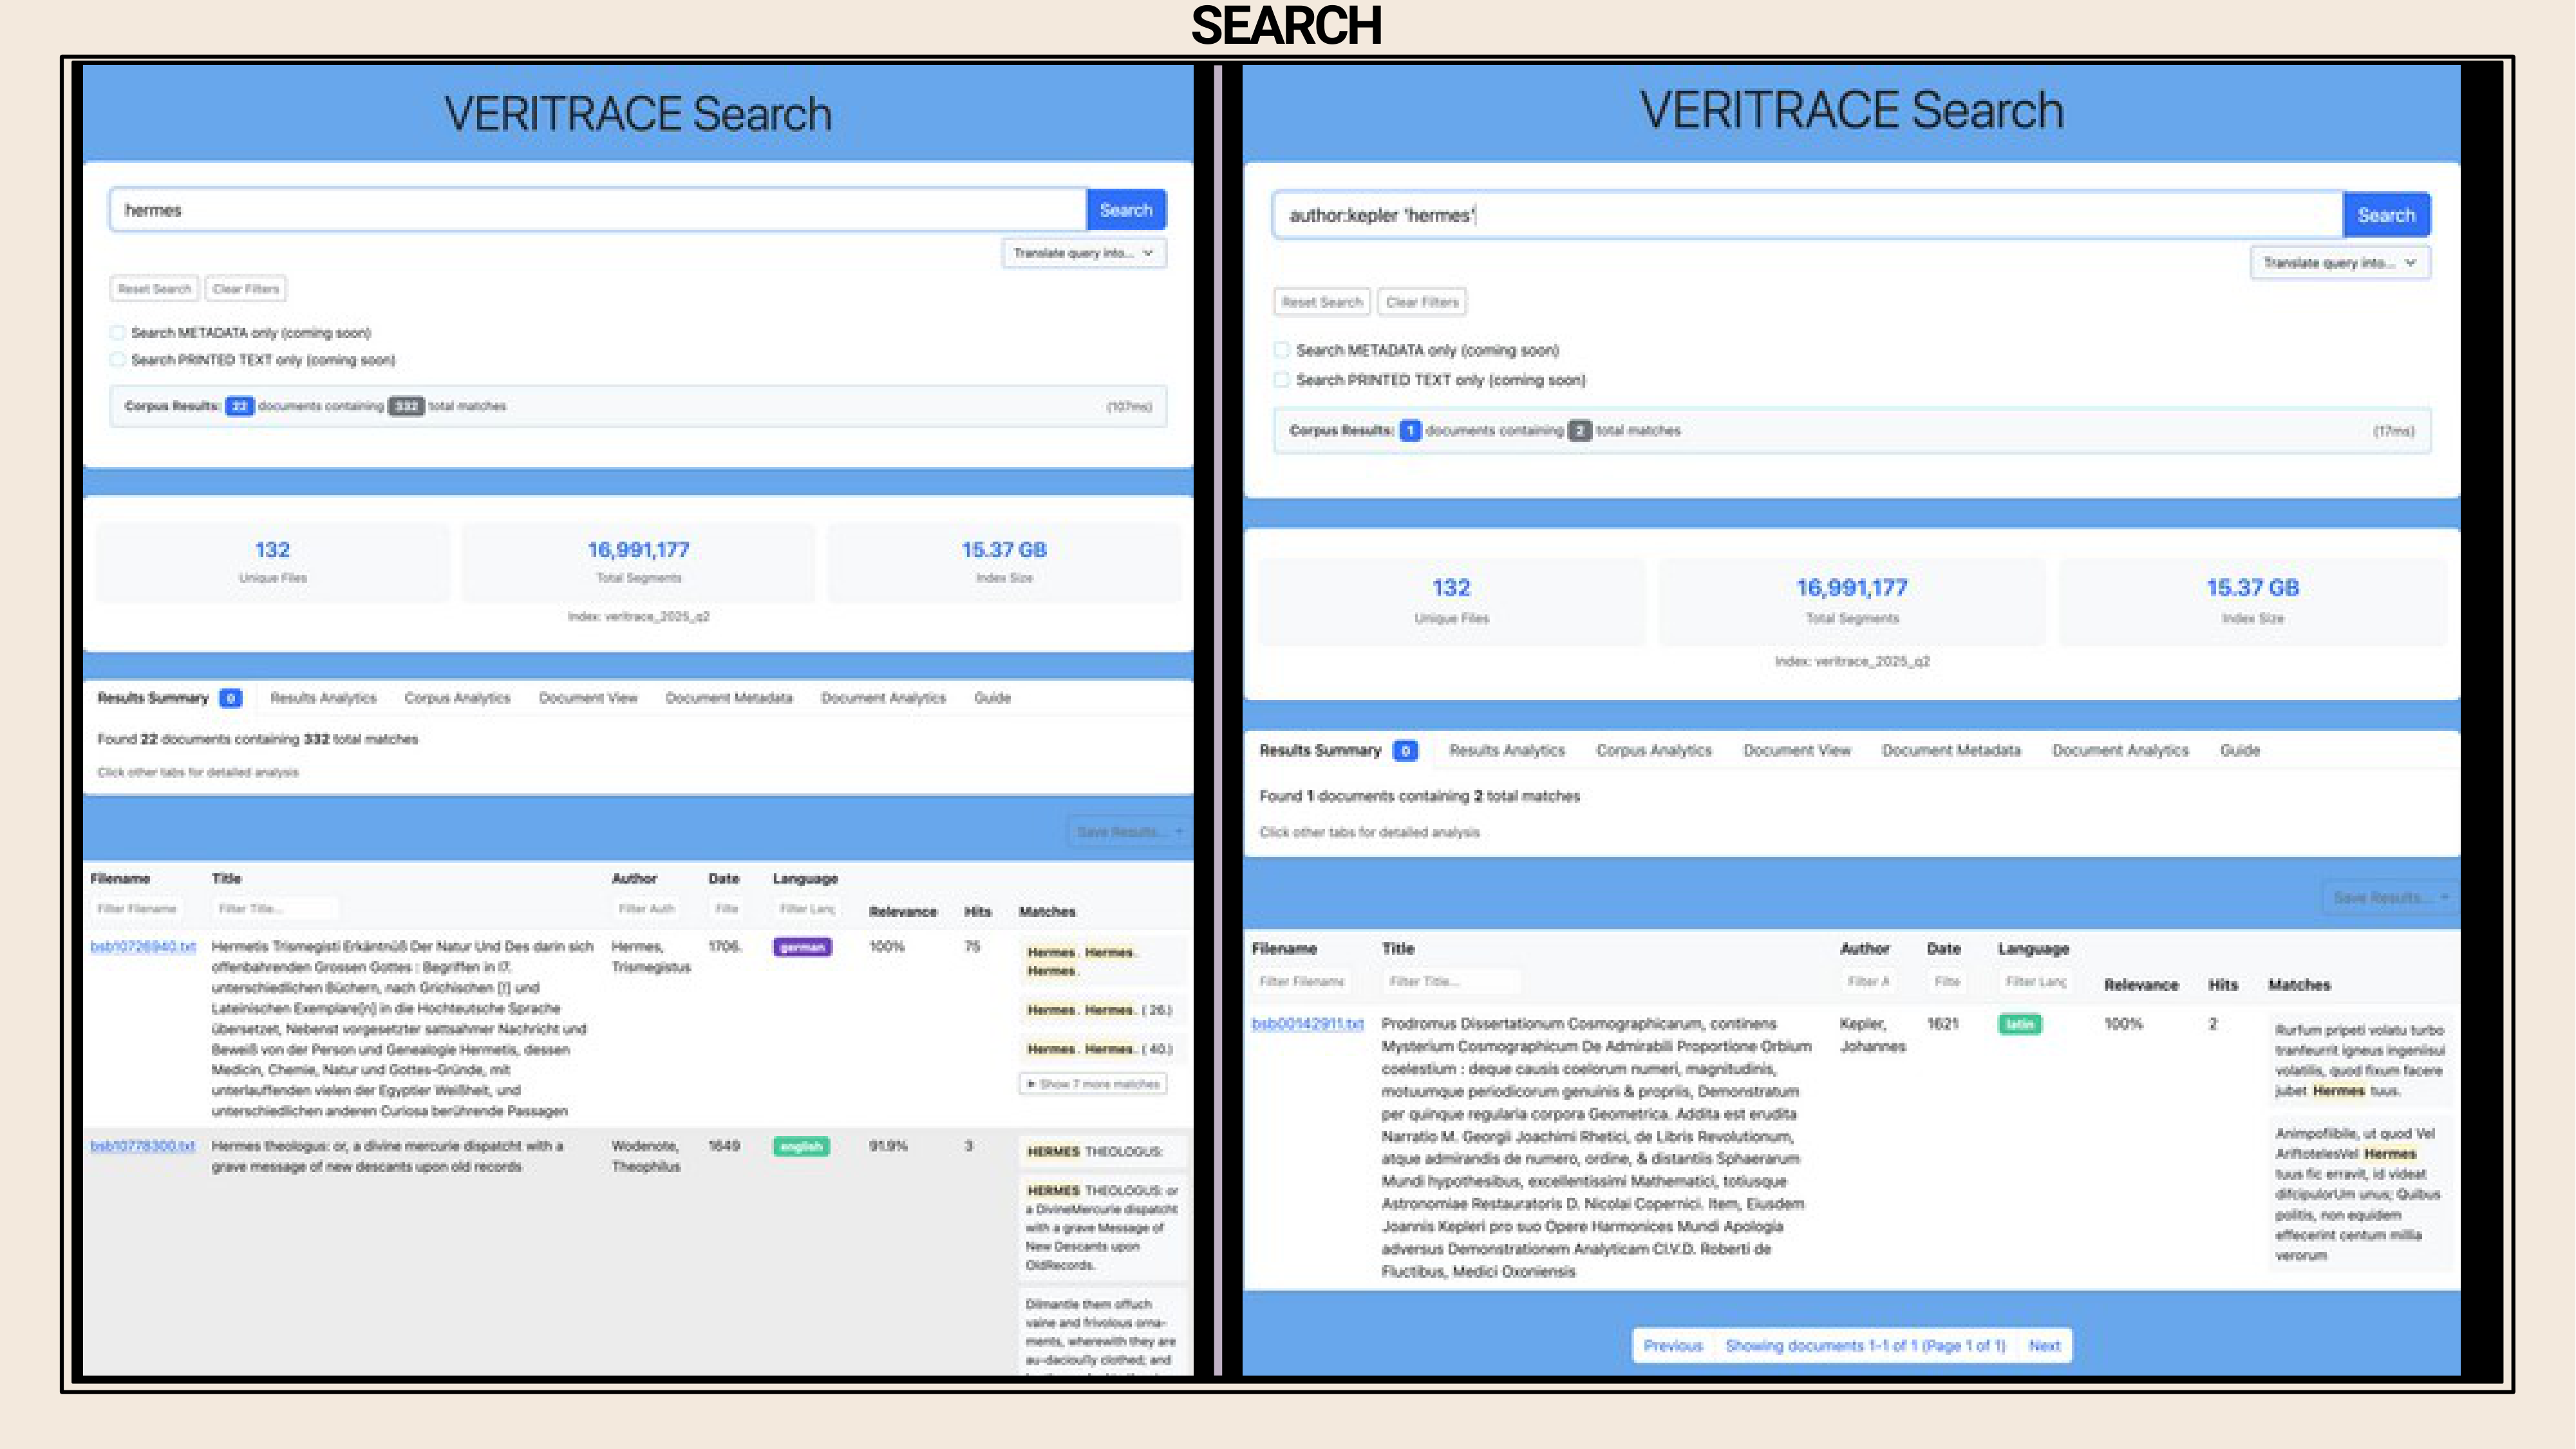 SEARCH
VERITRACE Search
hermes
Search
Translate query into...
Reset Search Clear Filters
Search METADATA only (coming soon)
Search PRINTED TEXT only (coming soon)
Corpus Results: 22 documents containing 332 total matches (107ms)
132 16,991,177 15.37 GB
Unique Files Total Segments Index Size
Index: veritrace_2025_q2
Results Summary 0 Results Analytics Corpus Analytics Document View Document Metadata Document Analytics Guide
Found 22 documents containing 332 total matches
Click other tabs for detailed analysis
Save Results...
Filename Title Author Date Language Relevance Hits Matches
Filter Filename Filter Title... Filter Auth Filte Filter Lang
bsb10726940.txt
Hermetis Trismegisti Erkäntnüß Der Natur Und Des darin sich
offenbahrenden Grossen Gottes : Begriffen in 17.
unterschiedlichen Büchern, nach Grichischen [!] und
Lateinischen Exemplare[n] in die Hochteutsche Sprache
übersetzet, Nebenst vorgesetzter sattsahmer Nachricht und
Beweiß von der Person und Genealogie Hermetis, dessen
Medicin, Chemie, Natur und Gottes-Gründe, mit
unterlauffenden vielen der Egyptier Weißheit, und
unterschiedlichen anderen Curiosa berührende Passagen
Hermes,
Trismegistus
1706.
german
100%
75
Hermes. Hermes.
Hermes.
Hermes. Hermes. ( 26.)
Hermes. Hermes. ( 40.)
Show 7 more matches
bsb10778300.txt
Hermes theologus: or, a divine mercurie dispatcht with a
grave message of new descants upon old records
Wodenote,
Theophilus
1649
english
91.9%
3
HERMES THEOLOGUS:
HERMES THEOLOGUS: or
a DivineMercurie dispatcht
with a grave Message of
New Descants upon
OldRecords.
Dilmantle them offuch
vaine and frivolous orna-
ments, wherewith they are
au-daciouſly clothed; and
VERITRACE Search
author:kepler 'hermes'
Search
Translate query into...
Reset Search Clear Filters
Search METADATA only (coming soon)
Search PRINTED TEXT only (coming soon)
Corpus Results: 1 documents containing 2 total matches (17ms)
132 16,991,177 15.37 GB
Unique Files Total Segments Index Size
Index: veritrace_2025_q2
Results Summary 0 Results Analytics Corpus Analytics Document View Document Metadata Document Analytics Guide
Found 1 documents containing 2 total matches
Click other tabs for detailed analysis
Save Results...
Filename Title Author Date Language Relevance Hits Matches
Filter Filename Filter Title... Filter A Filte Filter Lang
bsb00142911.txt
Prodromus Dissertationum Cosmographicarum, continens
Mysterium Cosmographicum De Admirabili Proportione Orbium
coelestium : deque causis coelorum numeri, magnitudinis,
motuumque periodicorum genuinis & propriis, Demonstratum
per quinque regularia corpora Geometrica. Addita est erudita
Narratio M. Georgii Joachimi Rhetici, de Libris Revolutionum,
atque admirandis de numero, ordine, & distantiis Sphaerarum
Mundi hypothesibus, excellentissimi Mathematici, totiusque
Astronomiae Restauratoris D. Nicolai Copernici. Item, Eiusdem
Joannis Kepleri pro suo Opere Harmonices Mundi Apologia
adversus Demonstrationem Analyticam Cl.V.D. Roberti de
Fluctibus, Medici Oxoniensis
Kepler,
Johannes
1621
latin
100%
2
Rurfum pripeti volatu turbo
tranfeurrit igneus ingeniisui
volatilis, quod fixum facere
jubet Hermes tuus.
Animpofiibile, ut quod Vel
AriftotelesVel Hermes
tuus fic erravit, id videat
difcipulorUm unus; Quibus
politis, non equidem
effecerint centum millia
verorum
Previous Showing documents 1-1 of 1 (Page 1 of 1) Next